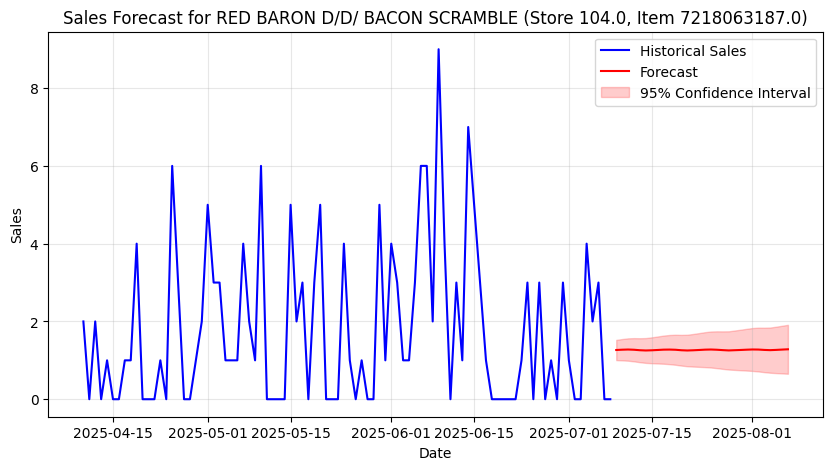 Sales Forecast for RED BARON D/D/ BACON SCRAMBLE (Store 104.0, Item 7218063187.0)
Historical Sales
Forecast
95% Confidence Interval
Sales
8
6
4
2
0
2025-04-15 2025-05-01 2025-05-15 2025-06-01 2025-06-15 2025-07-01 2025-07-15 2025-08-01
Date